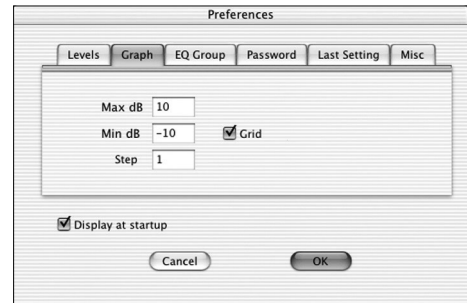 Preferences
Levels Graph EQ Group Password Last Setting Misc
Max dB 10
Min dB -10 Grid
Step 1
Display at startup
Cancel OK